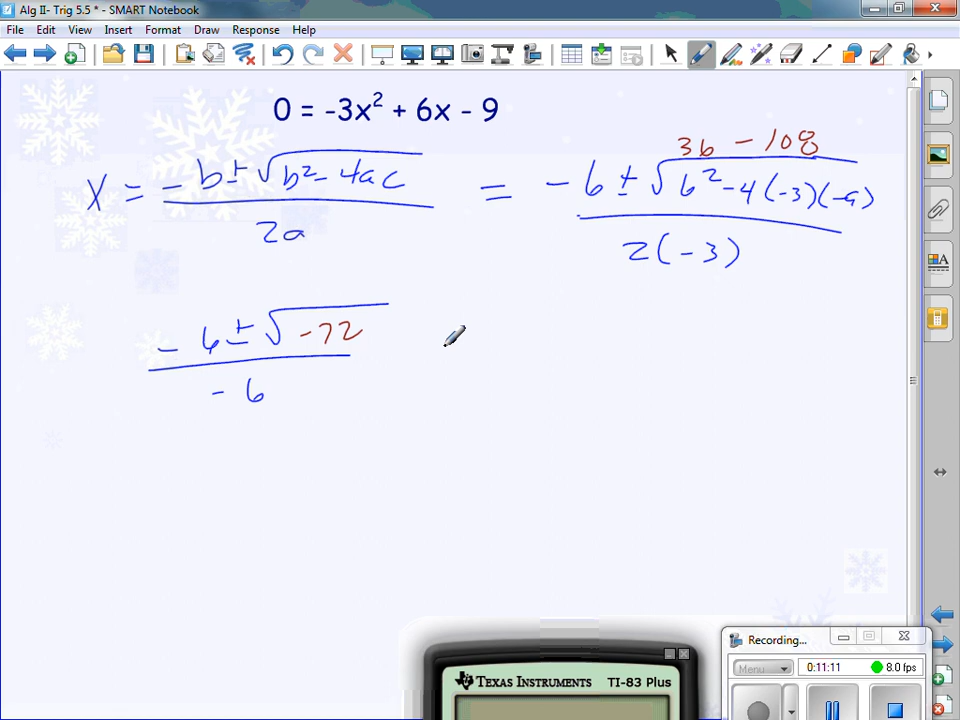 Alg II- Trig 5.5 * - SMART Notebook
File Edit View Insert Format Draw Response Help
0 = -3x² + 6x - 9
36 - 108
x = -b ± √b² - 4ac = -6 ± √6² - 4(-3)(-9)
2a 2(-3)
-6 ± √-72
-6
Recording...
Menu 0:11:11 8.0 fps
TEXAS INSTRUMENTS TI-83 Plus